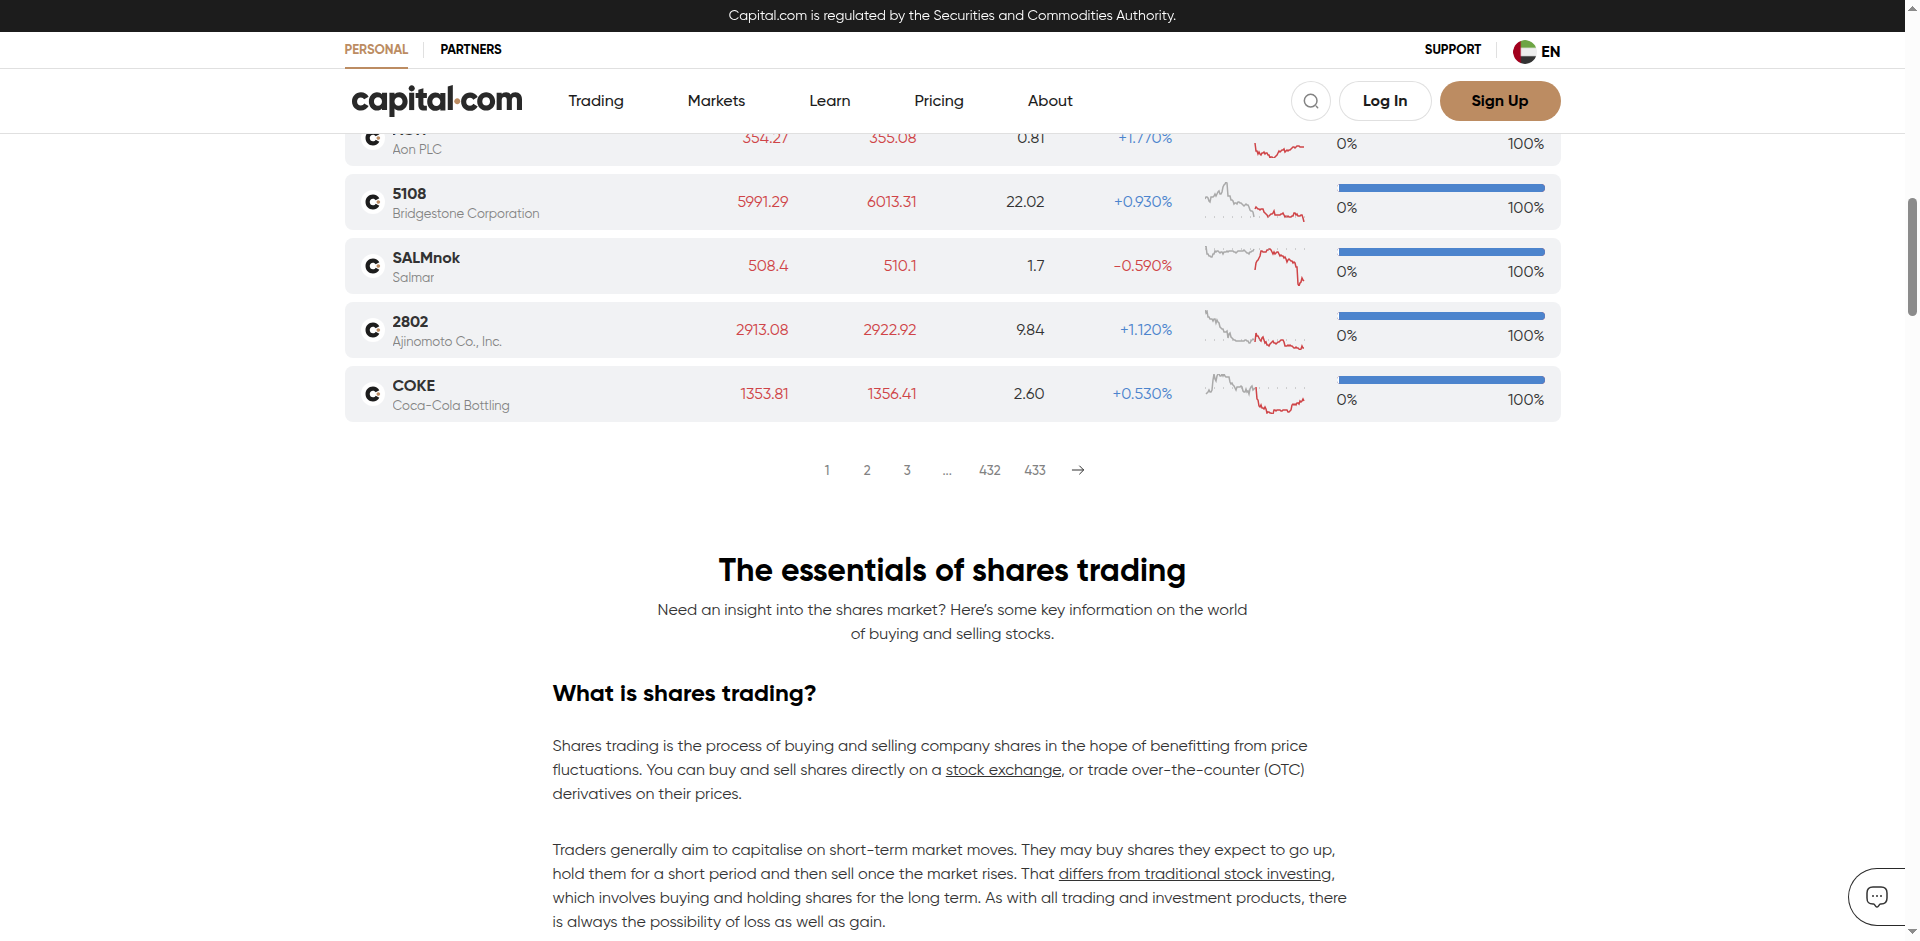 Capital.com is regulated by the Securities and Commodities Authority.
PERSONAL PARTNERS SUPPORT EN
capital.com Trading Markets Learn Pricing About Log In Sign Up
354.27 355.08 0.81 +1.770%
Aon PLC 0% 100%
5108
Bridgestone Corporation 5991.29 6013.31 22.02 +0.930% 0% 100%
SALMnok
Salmar 508.4 510.1 1.7 -0.590% 0% 100%
2802
Ajinomoto Co., Inc. 2913.08 2922.92 9.84 +1.120% 0% 100%
COKE
Coca-Cola Bottling 1353.81 1356.41 2.60 +0.530% 0% 100%
1 2 3 ... 432 433
The essentials of shares trading
Need an insight into the shares market? Here's some key information on the world
of buying and selling stocks.
What is shares trading?
Shares trading is the process of buying and selling company shares in the hope of benefitting from price
fluctuations. You can buy and sell shares directly on a stock exchange, or trade over-the-counter (OTC)
derivatives on their prices.
Traders generally aim to capitalise on short-term market moves. They may buy shares they expect to go up,
hold them for a short period and then sell once the market rises. That differs from traditional stock investing,
which involves buying and holding shares for the long term. As with all trading and investment products, there
is always the possibility of loss as well as gain.